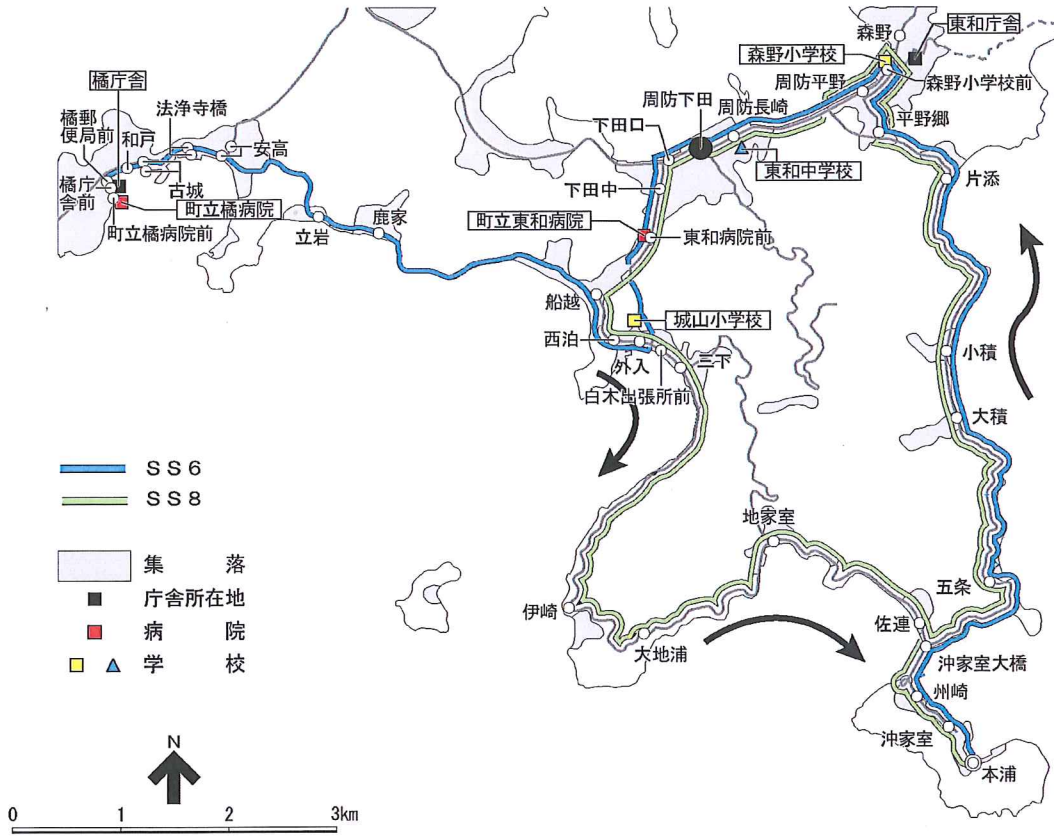 森野
東和庁舎
森野小学校
周防平野
森野小学校前
橘庁舎
法浄寺橋
周防長崎
周防下田
平野郷
橘郵
便局前
和戸
下田口
一安高
東和中学校
古城
下田中
片添
橘庁
舎前
町立橘病院
町立橘病院前
立岩
鹿家
町立東和病院
東和病院前
船越
城山小学校
西泊
外入
三下
白木出張所前
小積
大積
SS6
SS8
地家室
集落
庁舎所在地
病院
学校
五条
伊崎
佐連
大地浦
沖家室大橋
州崎
沖家室
本浦
N
0 1 2 3km